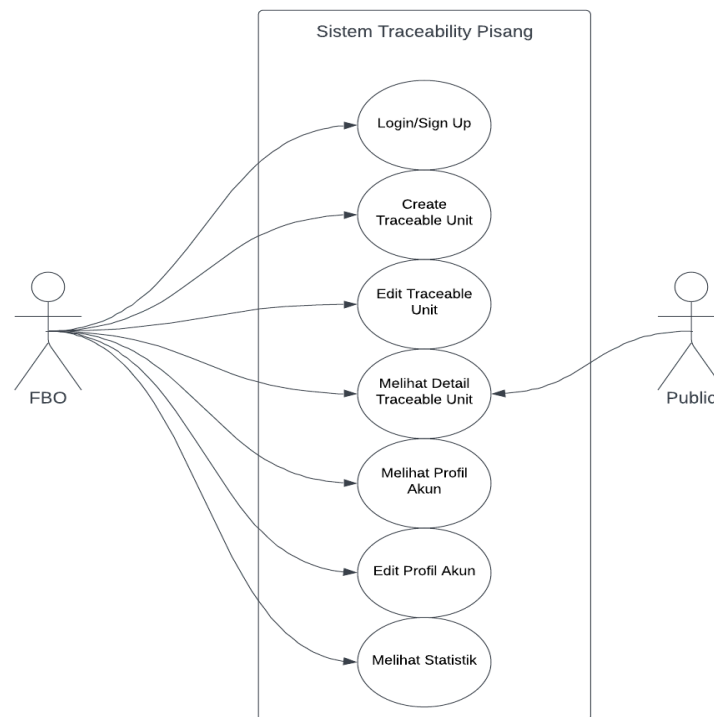 Sistem Traceability Pisang
Login/Sign Up
Create
Traceable Unit
Edit Traceable
Unit
Melihat Detail
Traceable Unit
FBO
Public
Melihat Profil
Akun
Edit Profil Akun
Melihat Statistik